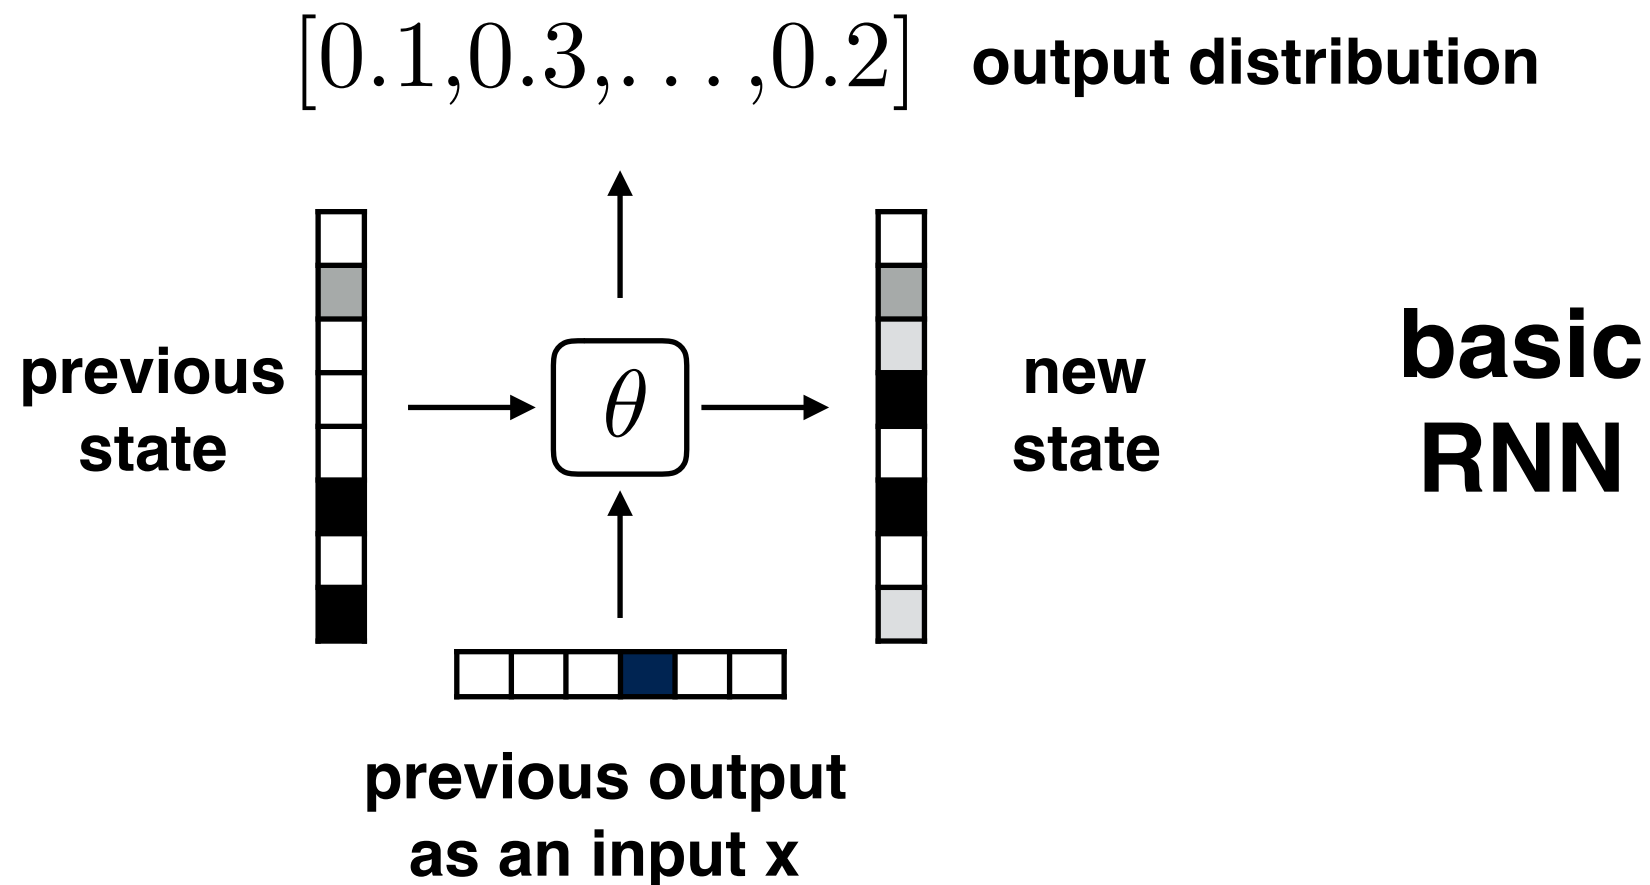 [0.1,0.3,...,0.2] output distribution
previous
state
θ
new
state
basic
RNN
previous output
as an input x